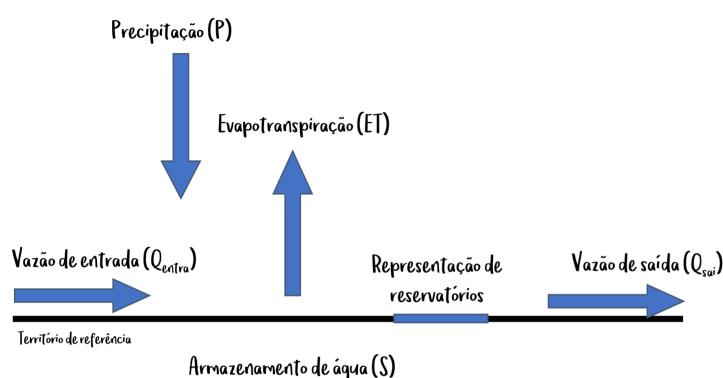 Precipitação (P)
Evapotranspiração (ET)
Vazão de entrada (Qentra)
Representação de
reservatórios
Vazão de saída (Qsai)
Território de referência
Armazenamento de água (S)